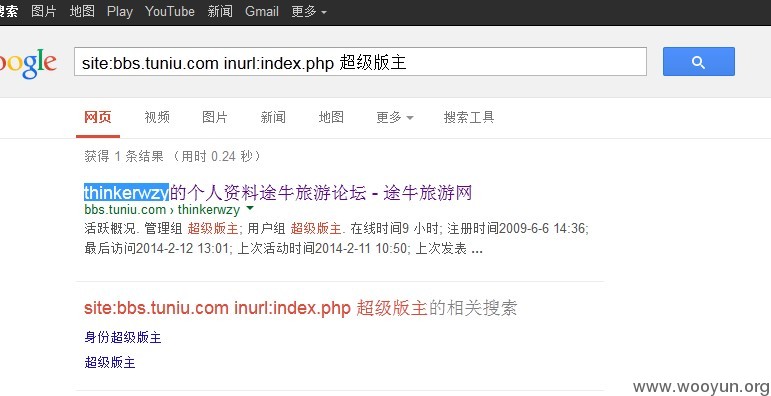 搜索 图片 地图 Play YouTube 新闻 Gmail 更多
ogle site:bbs.tuniu.com inurl:index.php 超级版主
网页 视频 图片 新闻 地图 更多 搜索工具
获得 1 条结果 （用时 0.24 秒）
thinkerwzy的个人资料途牛旅游论坛 - 途牛旅游网
bbs.tuniu.com › thinkerwzy
活跃概况. 管理组 超级版主; 用户组 超级版主. 在线时间9 小时; 注册时间2009-6-6 14:36;
最后访问2014-2-12 13:01; 上次活动时间2014-2-11 10:50; 上次发表 ...
site:bbs.tuniu.com inurl:index.php 超级版主的相关搜索
身份超级版主
超级版主
www.wooyun.org